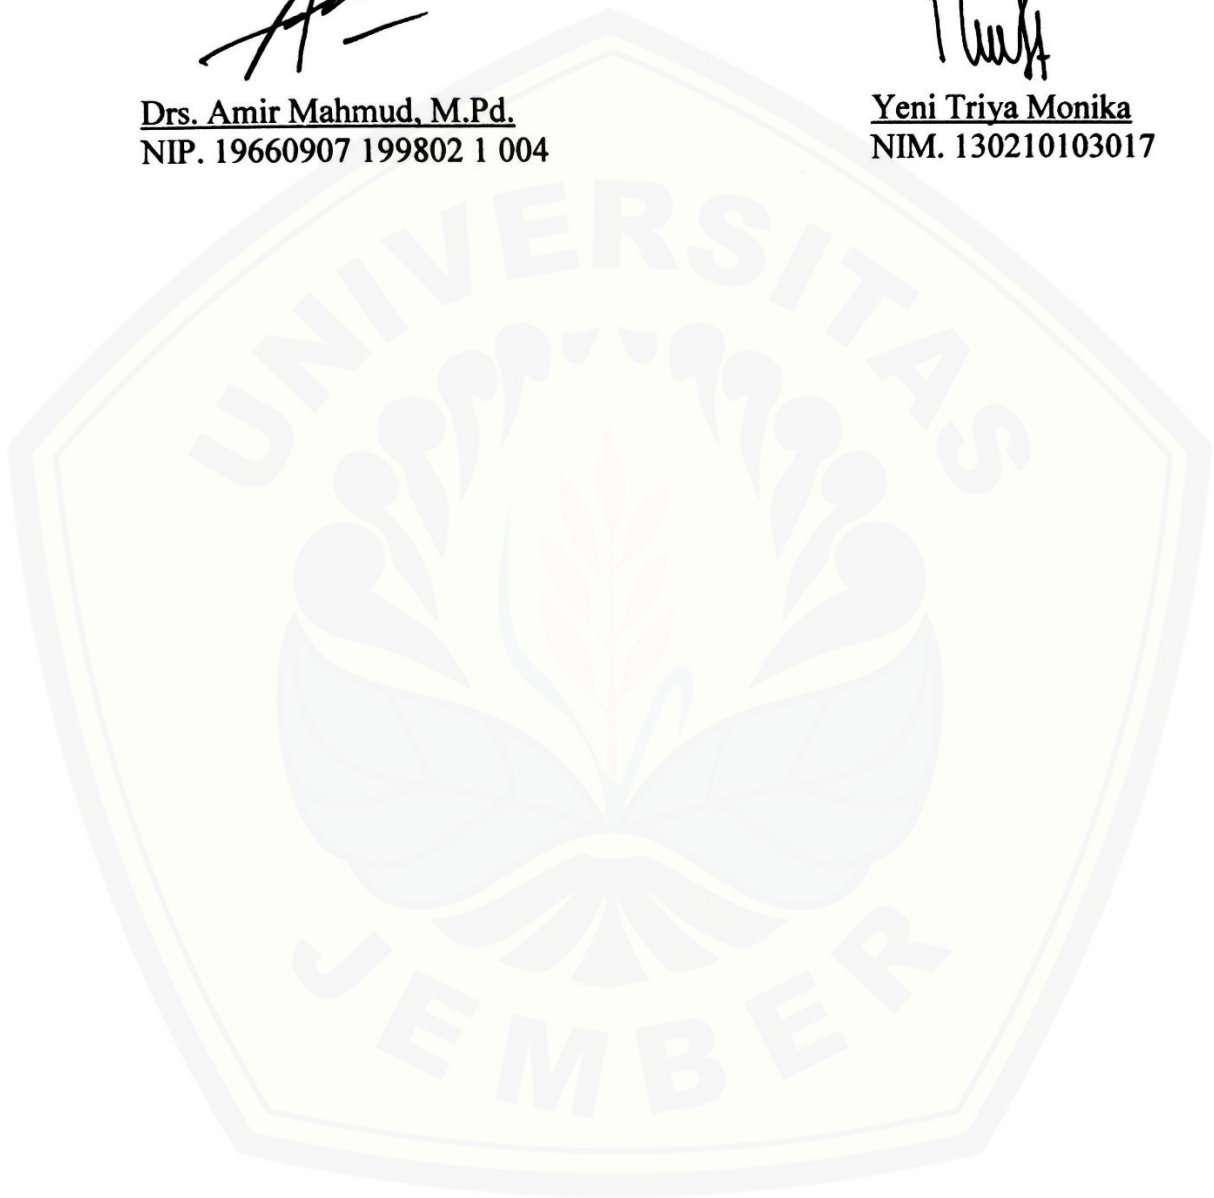 Drs. Amir Mahmud, M.Pd.
NIP. 19660907 199802 1 004
Yeni Triya Monika
NIM. 130210103017
UNIVERSITAS
JEMBER